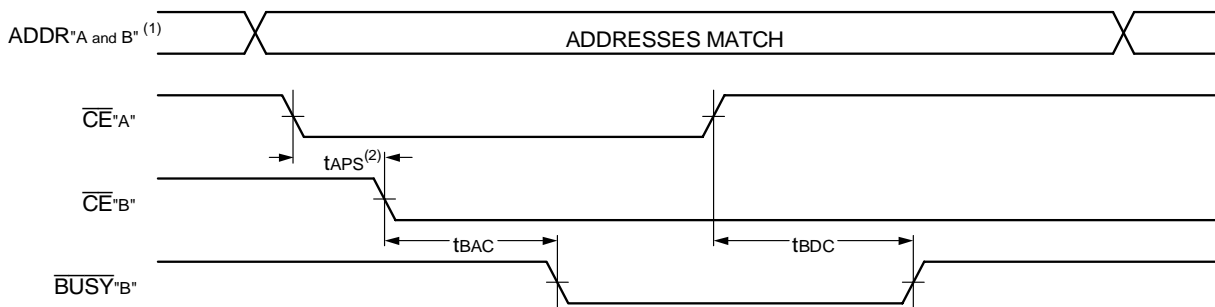 ADDR"A and B" (1)
ADDRESSES MATCH
CE"A"
tAPS(2)
CE"B"
tBAC
tBDC
BUSY"B"